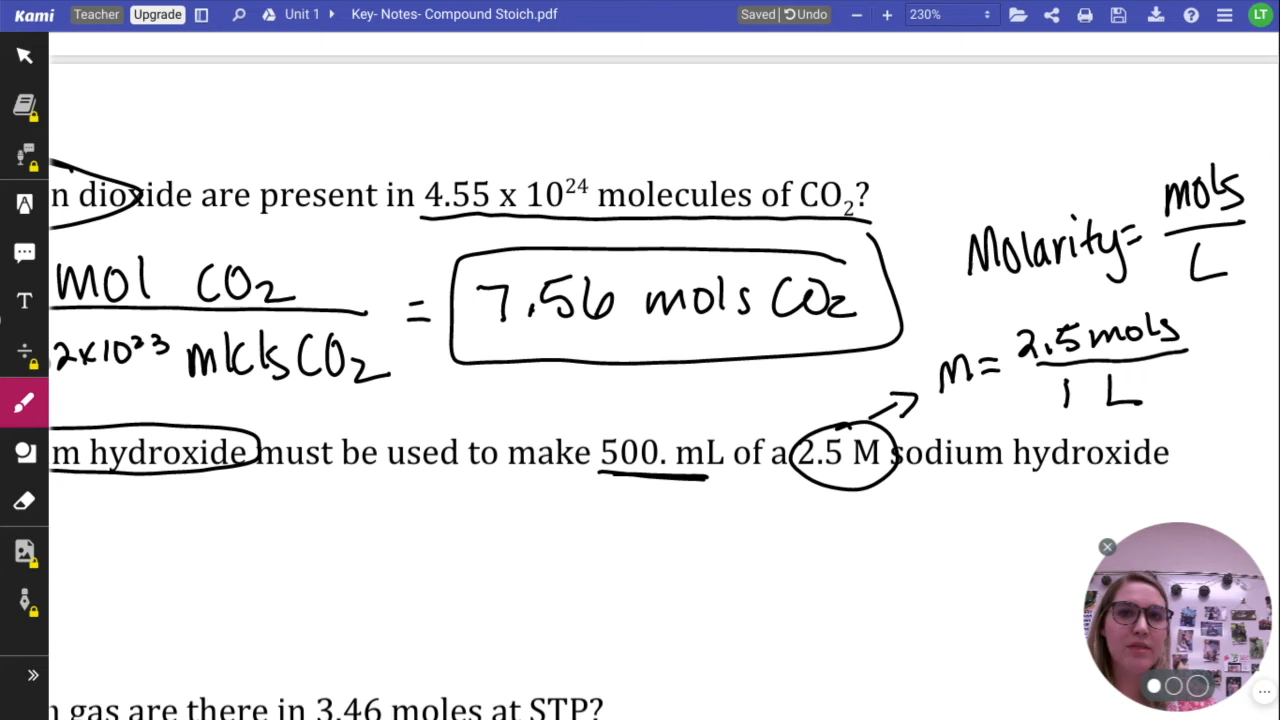 Kami Teacher Upgrade Unit 1 Key- Notes- Compound Stoich.pdf Saved Undo 230% LT
n dioxide are present in 4.55 x 10²⁴ molecules of CO₂?
Molarity = mols / L
mol CO₂ / 2x10²³ mlcls CO₂ = 7.56 mols CO₂
M = 2.5 mols / 1 L
m hydroxide must be used to make 500. mL of a 2.5 M sodium hydroxide
gas are there in 3.46 moles at STP?